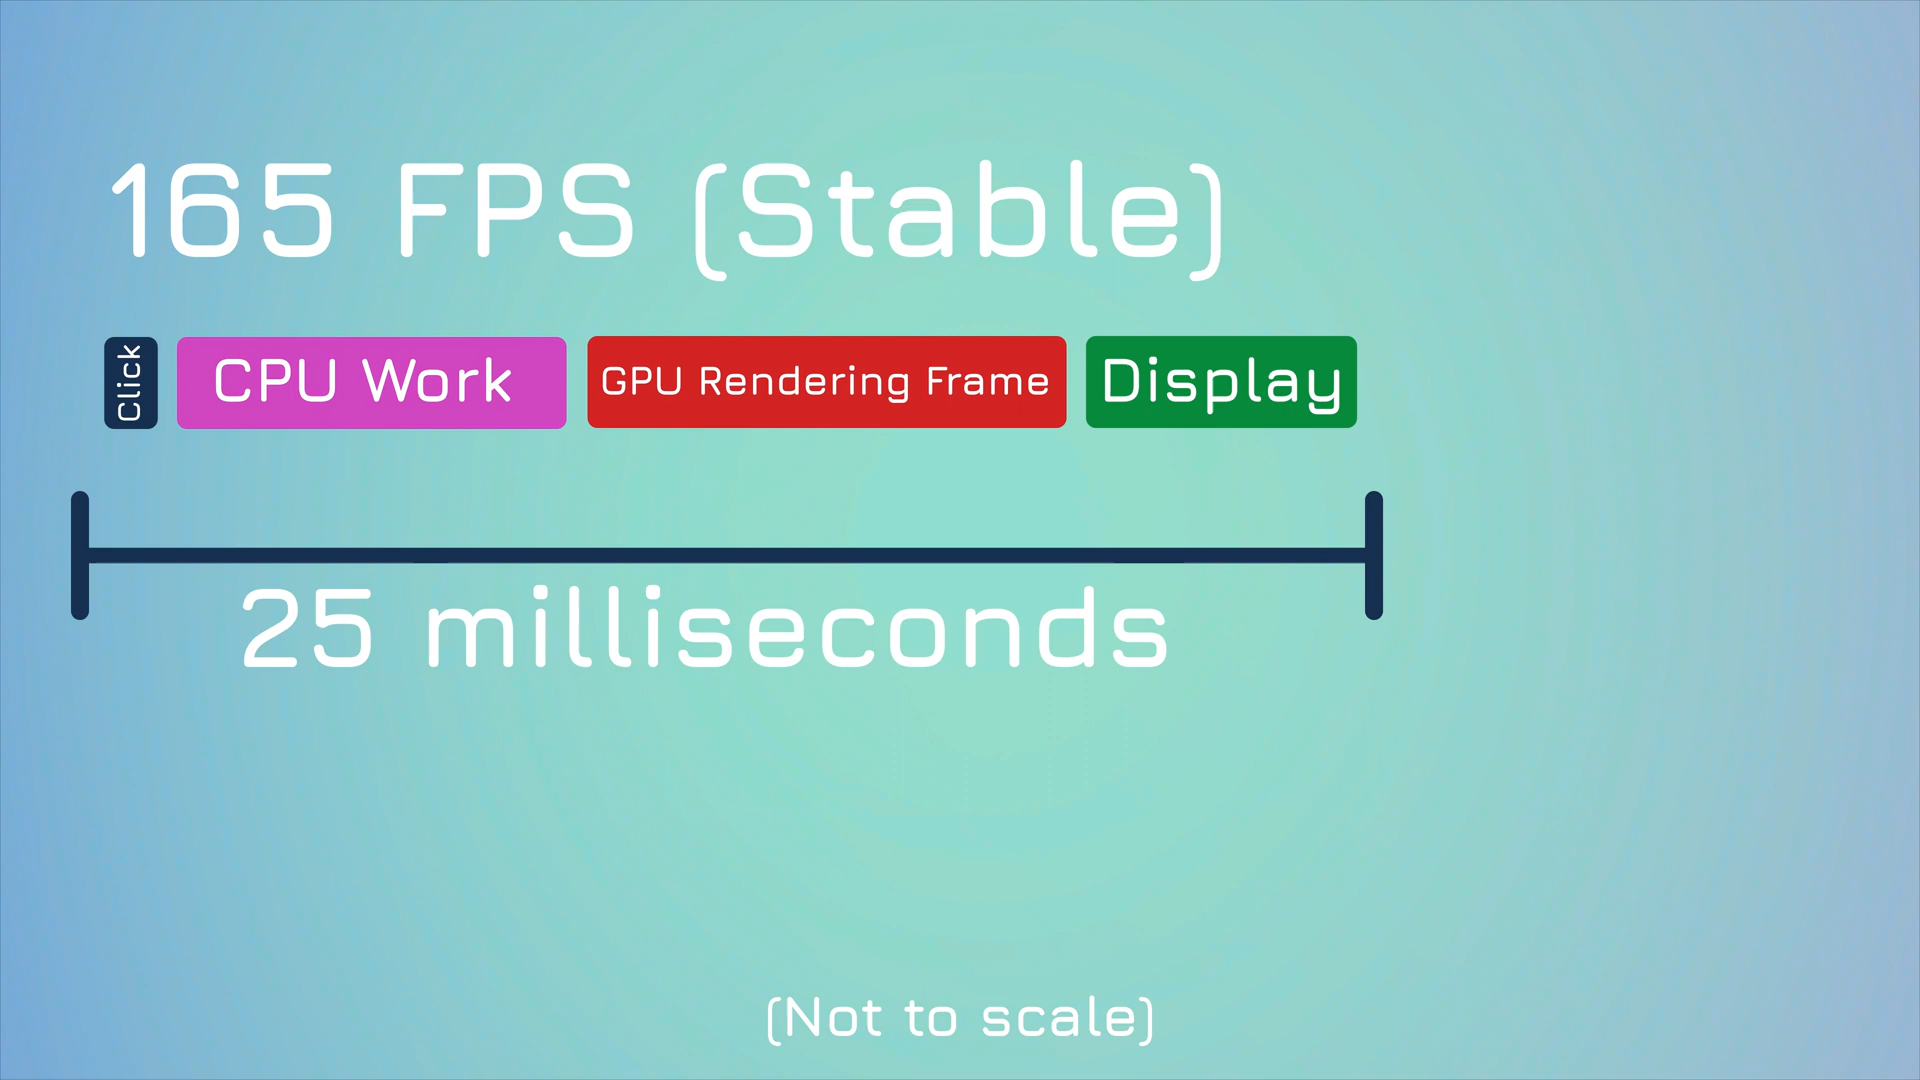 165 FPS (Stable)
Click
CPU Work
GPU Rendering Frame
Display
25 milliseconds
(Not to scale)